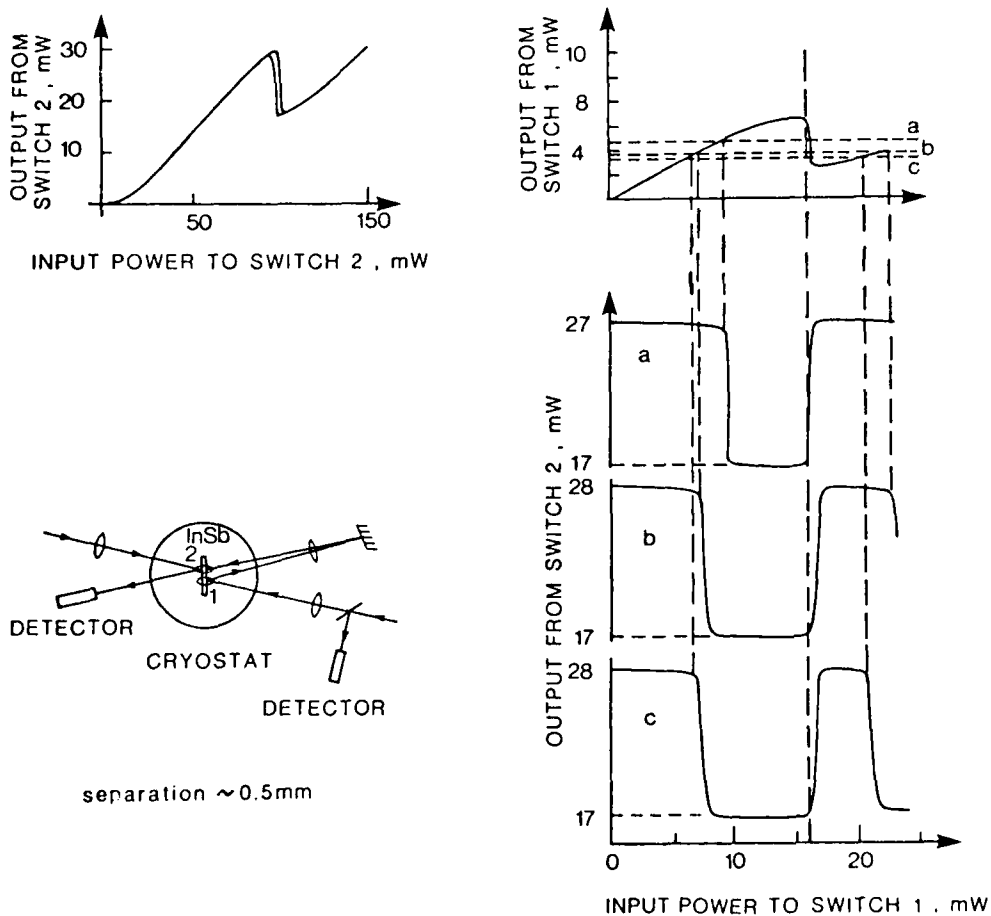 OUTPUT FROM
SWITCH 2, mW
30
20
10
0
50
150
INPUT POWER TO SWITCH 2, mW
OUTPUT FROM
SWITCH 1, mW
10
8
4
0
a
b
c
InSb
2
1
DETECTOR
CRYOSTAT
DETECTOR
separation ~0.5mm
OUTPUT FROM SWITCH 2, mW
27
a
17
28
b
17
28
c
17
0
10
20
INPUT POWER TO SWITCH 1, mW